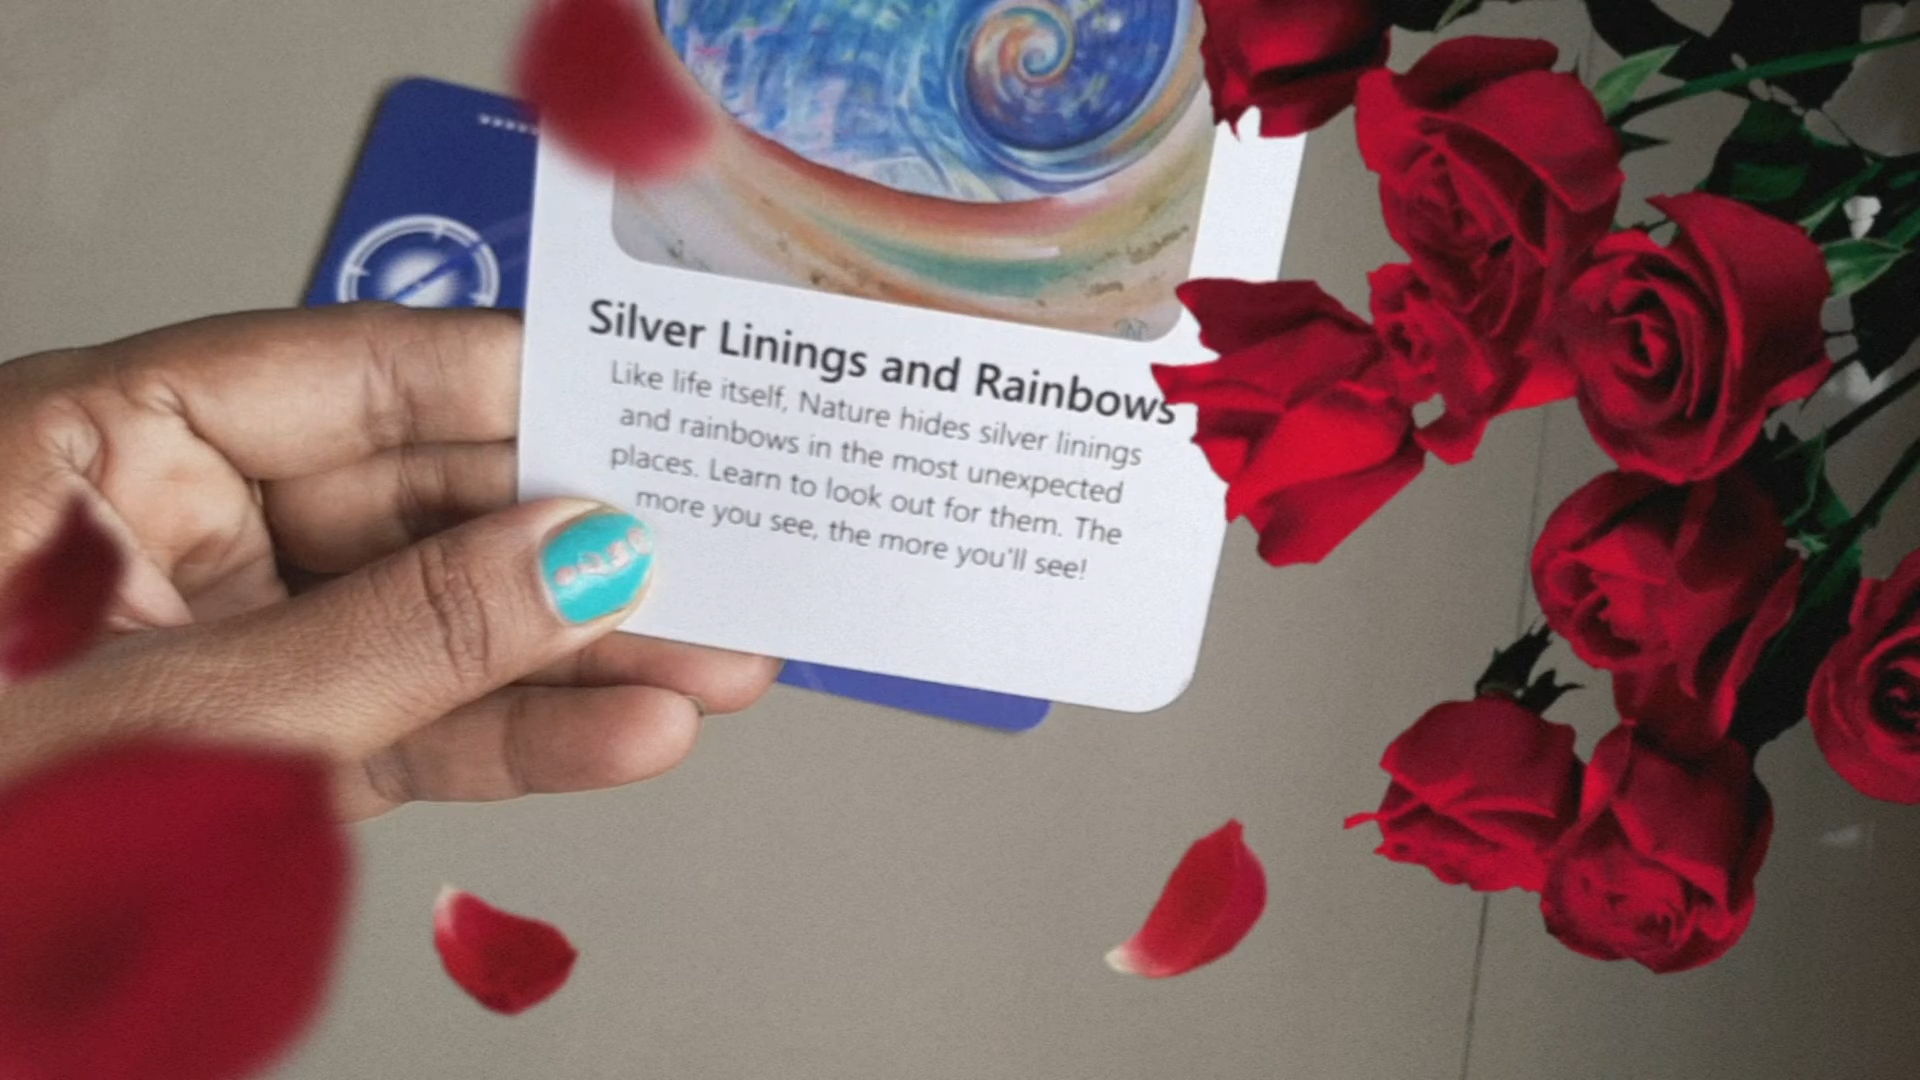 Silver Linings and Rainbows
Like life itself, Nature hides silver linings
and rainbows in the most unexpected
places. Learn to look out for them. The
more you see, the more you'll see!